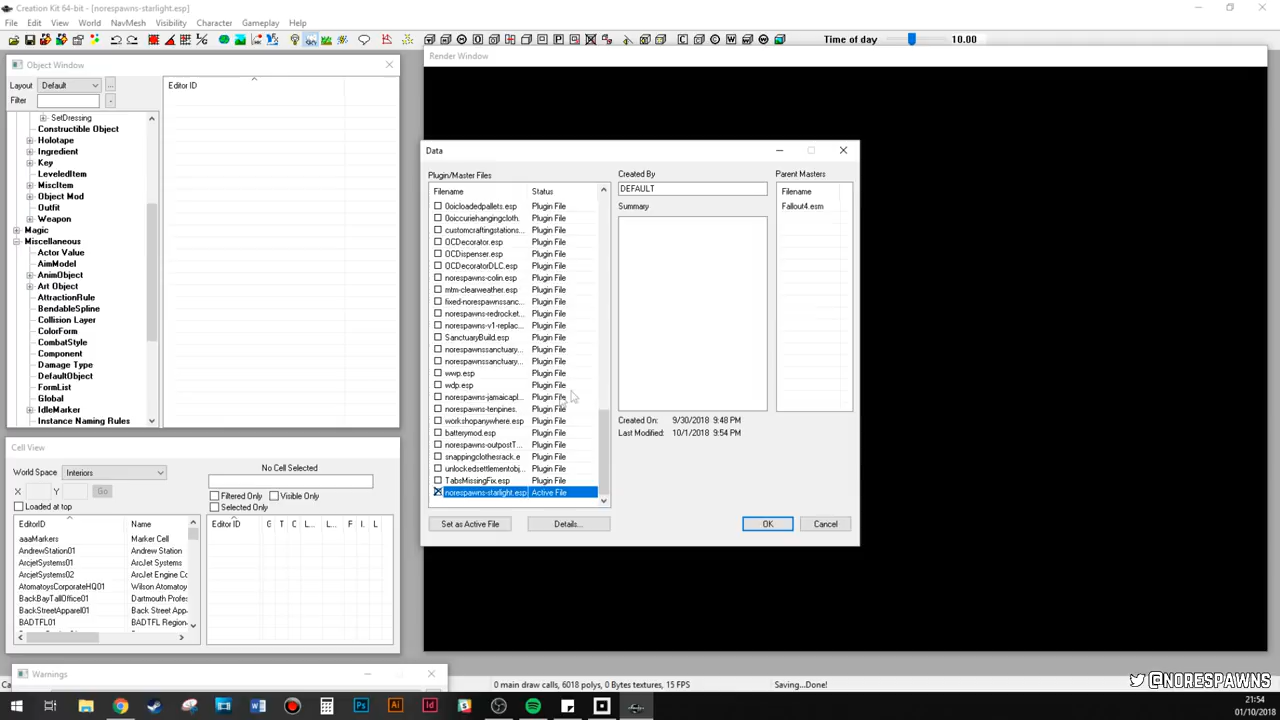 Creation Kit 64-bit - [norespawns-starlight.esp]
File Edit View World NavMesh Visibility Character Gameplay Help
Time of day 10.00
Object Window
Layout Default ...
Filter
Editor ID
SetDressing
Constructible Object
Holotape
Ingredient
Key
LeveledItem
MiscItem
Object Mod
Outfit
Weapon
Magic
Miscellaneous
Actor Value
AimModel
AnimObject
Art Object
AttractionRule
BendableSpline
Collision Layer
ColorForm
CombatStyle
Component
Damage Type
DefaultObject
FormList
Global
IdleMarker
Instance Naming Rules
Render Window
Data
Plugin/Master Files
Filename Status
0oicloadedpallets.esp Plugin File
0oiccuriehangingcloth. Plugin File
customcraftingstations... Plugin File
OCDecorator.esp Plugin File
OCDispenser.esp Plugin File
OCDecoratorDLC.esp Plugin File
norespawns-colin.esp Plugin File
mtm-clearweather.esp Plugin File
fixed-norespawnssanc... Plugin File
norespawns-redrocket... Plugin File
norespawns-v1-replac... Plugin File
SanctuaryBuild.esp Plugin File
norespawnssanctuary... Plugin File
norespawnssanctuary... Plugin File
wwp.esp Plugin File
wdp.esp Plugin File
norespawns-jamaicapl... Plugin File
norespawns-tenpines. Plugin File
workshopanywhere.esp Plugin File
batterymod.esp Plugin File
norespawns-outpostT... Plugin File
snappingclothesrack.e Plugin File
unlockedsettlementobj... Plugin File
TabsMissingFix.esp Plugin File
norespawns-starlight.esp Active File
Set as Active File
Details...
Created By
DEFAULT
Summary
Created On: 9/30/2018 9:48 PM
Last Modified: 10/1/2018 9:54 PM
Parent Masters
Filename
Fallout4.esm
OK
Cancel
Cell View
World Space Interiors
X Y Go
Loaded at top
No Cell Selected
Filtered Only Visible Only
Selected Only
EditorID Name
aaaMarkers Marker Cell
AndrewStation01 Andrew Station
ArcjetSystems01 ArcJet Systems
ArcjetSystems02 ArcJet Engine Co
AtomatoysCorporateHQ01 Wilson Atomatoy
BackBayTallOffice01 Dartmouth Profes
BackStreetApparel01 Back Street App
BADTFL01 BADTFL Region
Editor ID G T C L... L... F I. L
Warnings
0 main draw calls, 6018 polys, 0 Bytes textures, 15 FPS
Saving...Done!
@NORESPAWNS
Ps Ai Id
21:54
01/10/2018